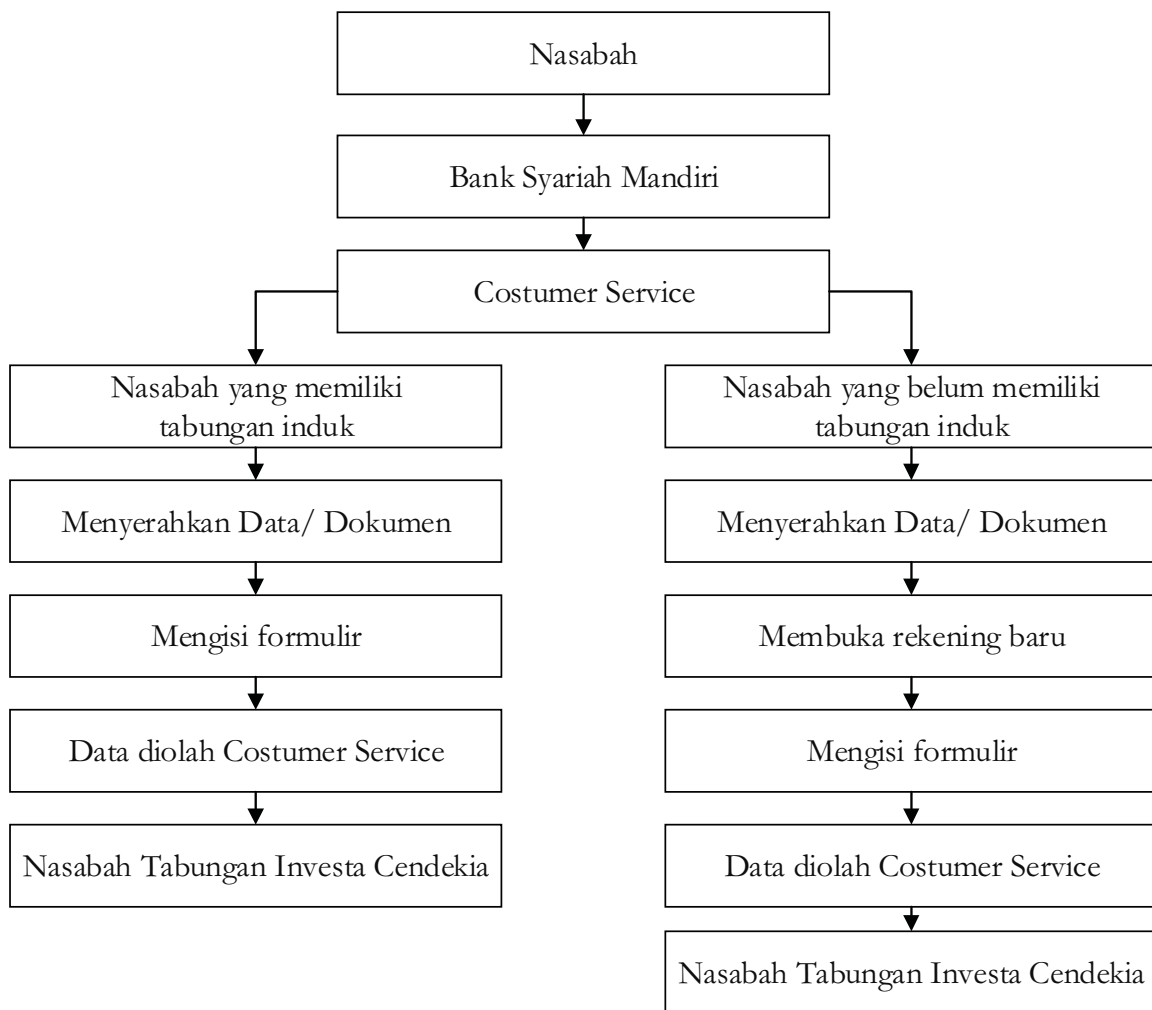 Nasabah
Bank Syariah Mandiri
Costumer Service
Nasabah yang memiliki
tabungan induk
Menyerahkan Data/ Dokumen
Mengisi formulir
Data diolah Costumer Service
Nasabah Tabungan Investa Cendekia
Nasabah yang belum memiliki
tabungan induk
Menyerahkan Data/ Dokumen
Membuka rekening baru
Mengisi formulir
Data diolah Costumer Service
Nasabah Tabungan Investa Cendekia